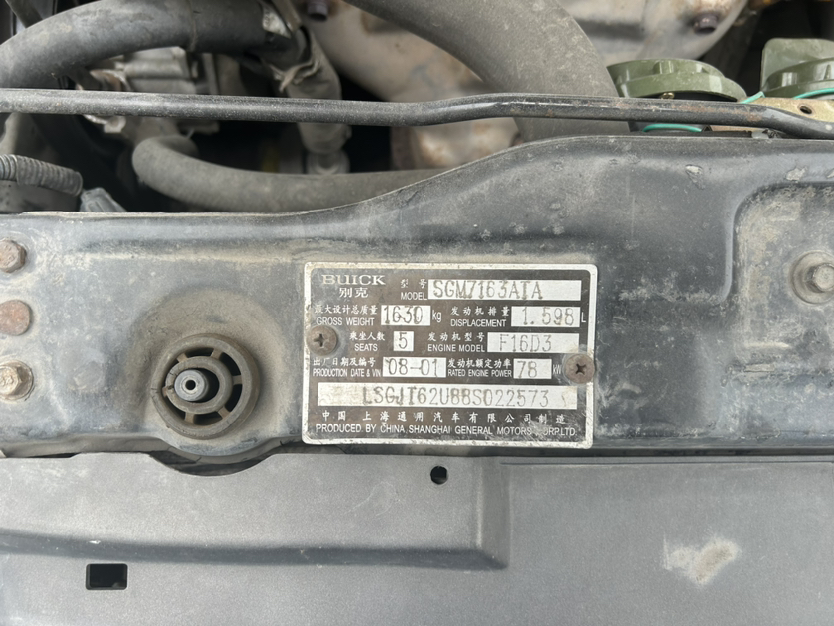 BUICK
别克
型号 MODEL SGM7163ATA
最大设计总质量 GROSS WEIGHT 1630 kg 发动机排量 DISPLACEMENT 1.598 L
乘坐人数 SEATS 5 发动机型号 ENGINE MODEL F16D3
出厂日期及编号 PRODUCTION DATE & VIN 08-01 发动机额定功率 RATED ENGINE POWER 78 kW
LSGJT62U88S022573
中国 上海通用汽车有限公司制造
PRODUCED BY CHINA SHANGHAI GENERAL MOTORS CORP.LTD.